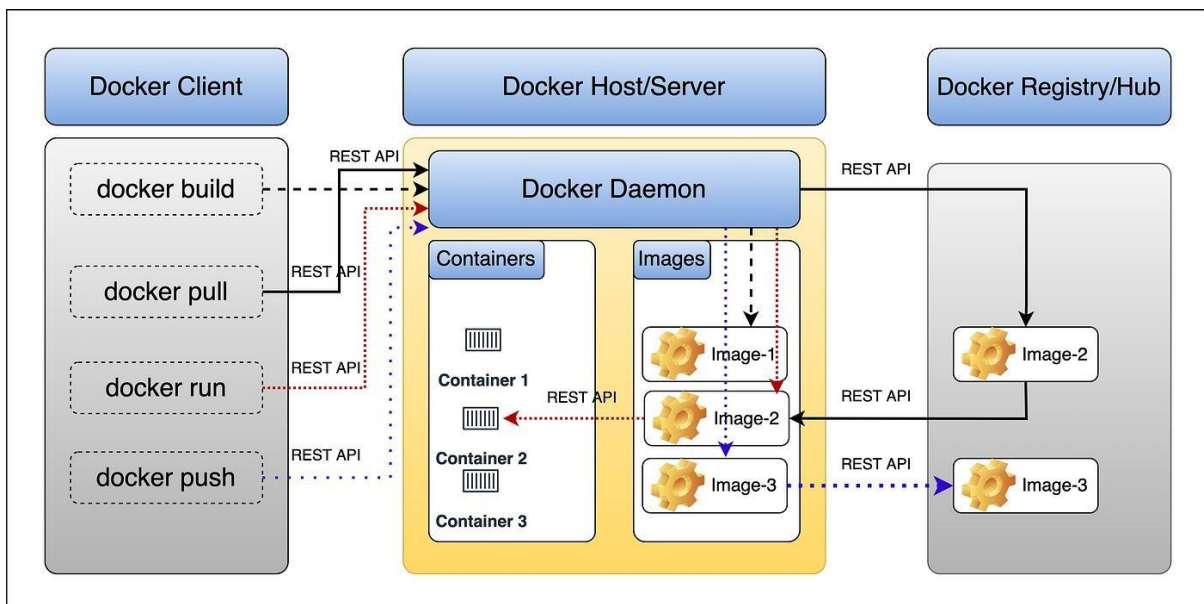 Docker Client
Docker Host/Server
Docker Registry/Hub
REST API
docker build
Docker Daemon
REST API
Containers
Images
REST API
docker pull
Image-1
Image-2
Container 1
REST API
docker run
REST API
REST API
Image-2
Container 2
REST API
docker push
REST API
Image-3
Image-3
Container 3